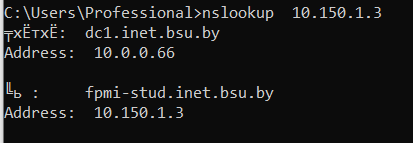 C:\Users\Professional>nslookup  10.150.1.3
╤хЁтхЁ:  dc1.inet.bsu.by
Address:  10.0.0.66
╚ь :     fpmi-stud.inet.bsu.by
Address:  10.150.1.3